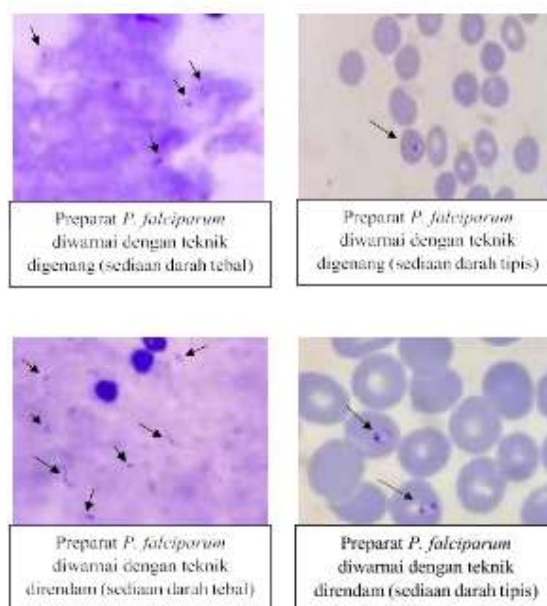 Preparat P. falciparum
diwarnai dengan teknik
digenang (sediaan darah tebal)
Preparat P. falciparum
diwarnai dengan teknik
digenang (sediaan darah tipis)
Preparat P. falciparum
diwarnai dengan teknik
direndam (sediaan darah tebal)
Preparat P. falciparum
diwarnai dengan teknik
direndam (sediaan darah tipis)